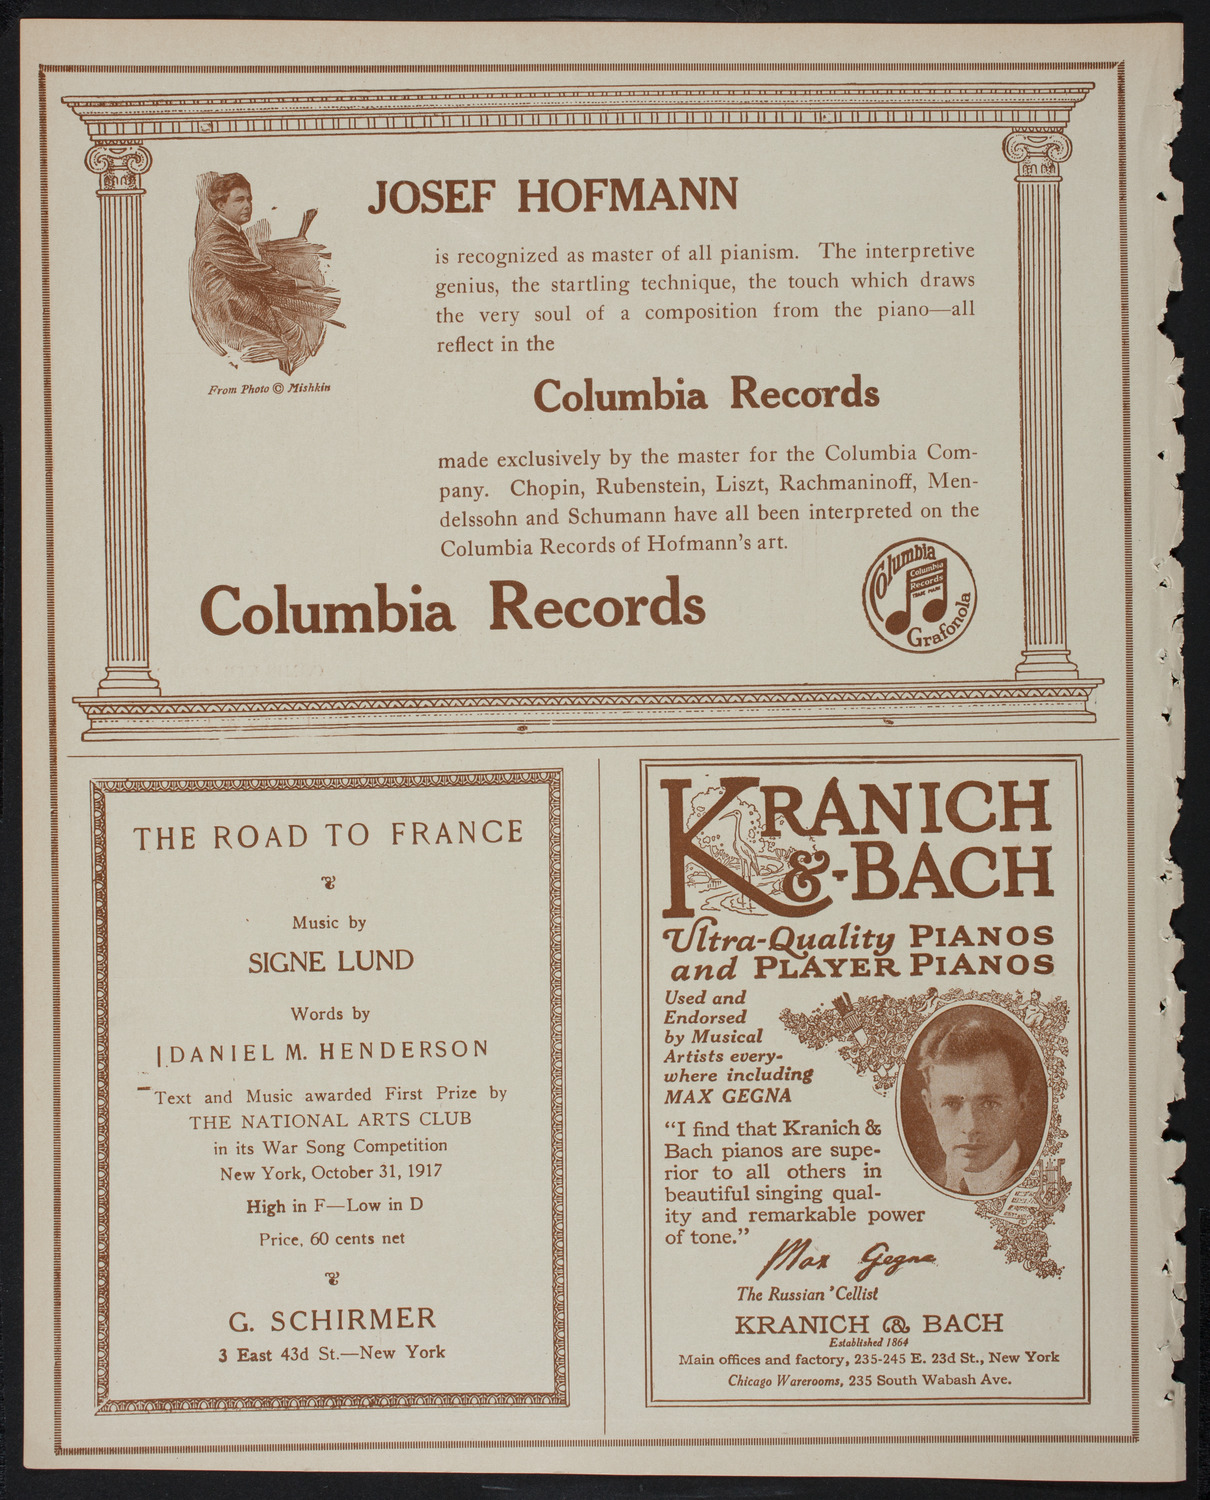 JOSEF HOFMANN
is recognized as master of all pianism. The interpretive
genius, the startling technique, the touch which draws
the very soul of a composition from the piano—all
reflect in the
From Photo © Mishkin
Columbia Records
made exclusively by the master for the Columbia Com-
pany. Chopin, Rubenstein, Liszt, Rachmaninoff, Men-
delssohn and Schumann have all been interpreted on the
Columbia Records of Hofmann's art.
Columbia Records
Columbia
Columbia
Records
TRADE MARK
Grafonola
THE ROAD TO FRANCE
Music by
SIGNE LUND
Words by
DANIEL M. HENDERSON
Text and Music awarded First Prize by
THE NATIONAL ARTS CLUB
in its War Song Competition
New York, October 31, 1917
High in F—Low in D
Price, 60 cents net
G. SCHIRMER
3 East 43d St.—New York
KRANICH
&-BACH
Ultra-Quality PIANOS
and PLAYER PIANOS
Used and
Endorsed
by Musical
Artists every-
where including
MAX GEGNA
"I find that Kranich &
Bach pianos are supe-
rior to all others in
beautiful singing qual-
ity and remarkable power
of tone."
Max Gegna
The Russian 'Cellist
KRANICH & BACH
Established 1864
Main offices and factory, 235-245 E. 23d St., New York
Chicago Warerooms, 235 South Wabash Ave.